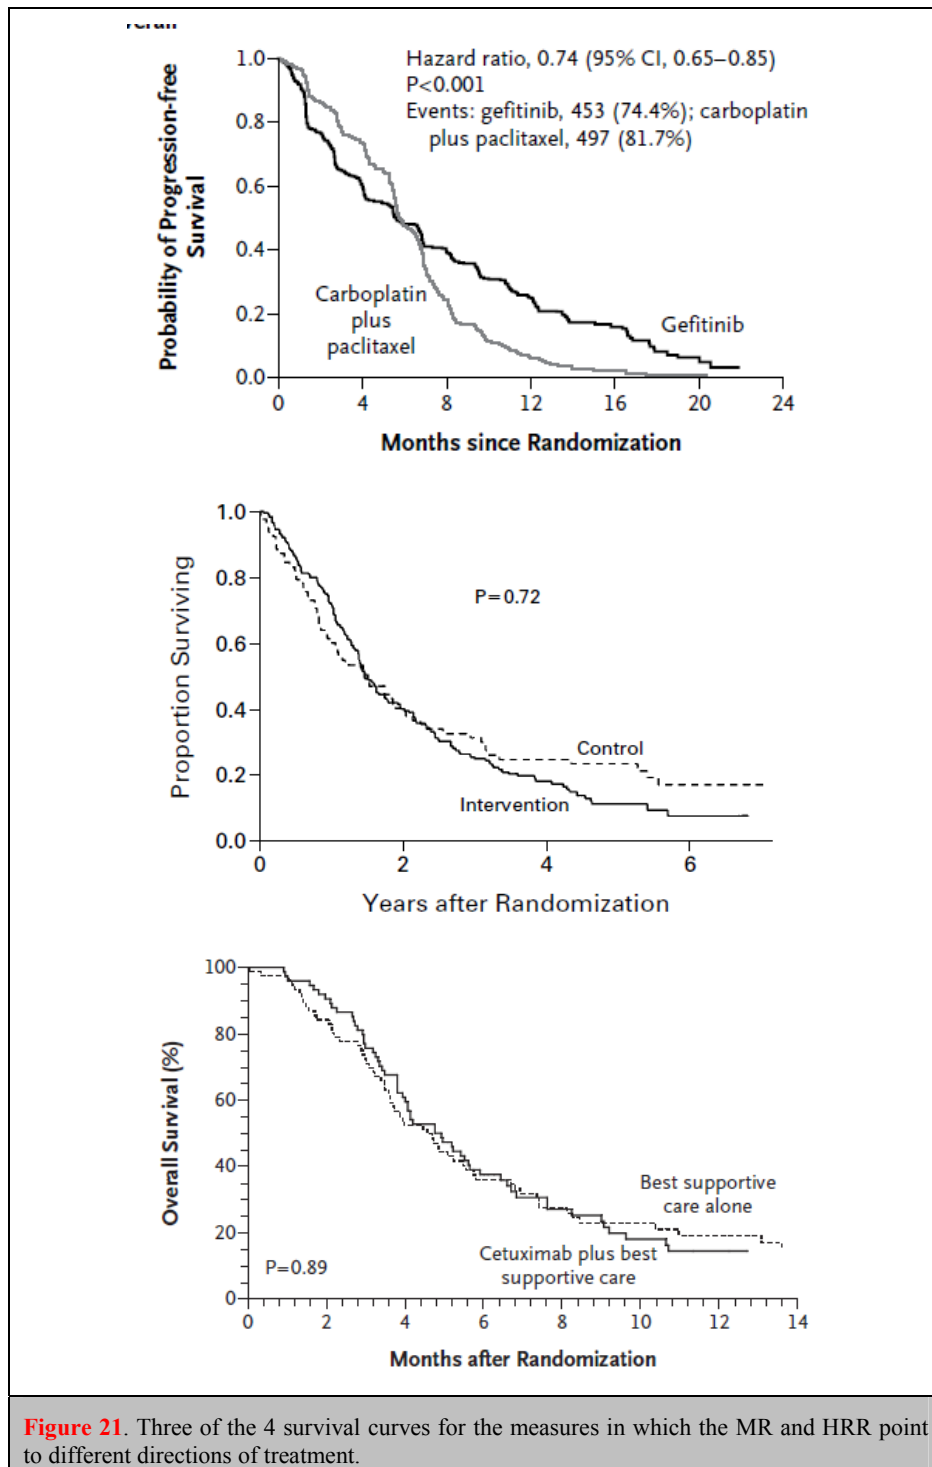 1.0
0.8
0.6
0.4
0.2
0.0
Probability of Progression-free
Survival
Hazard ratio, 0.74 (95% CI, 0.65–0.85)
P<0.001
Events: gefitinib, 453 (74.4%); carboplatin
plus paclitaxel, 497 (81.7%)
Carboplatin
plus
paclitaxel
Gefitinib
0 4 8 12 16 20 24
Months since Randomization
1.0
0.8
0.6
0.4
0.2
0.0
Proportion Surviving
P=0.72
Control
Intervention
0 2 4 6
Years after Randomization
100
80
60
40
20
0
Overall Survival (%)
Best supportive
care alone
Cetuximab plus best
supportive care
P=0.89
0 2 4 6 8 10 12 14
Months after Randomization
Figure 21. Three of the 4 survival curves for the measures in which the MR and HRR point
to different directions of treatment.